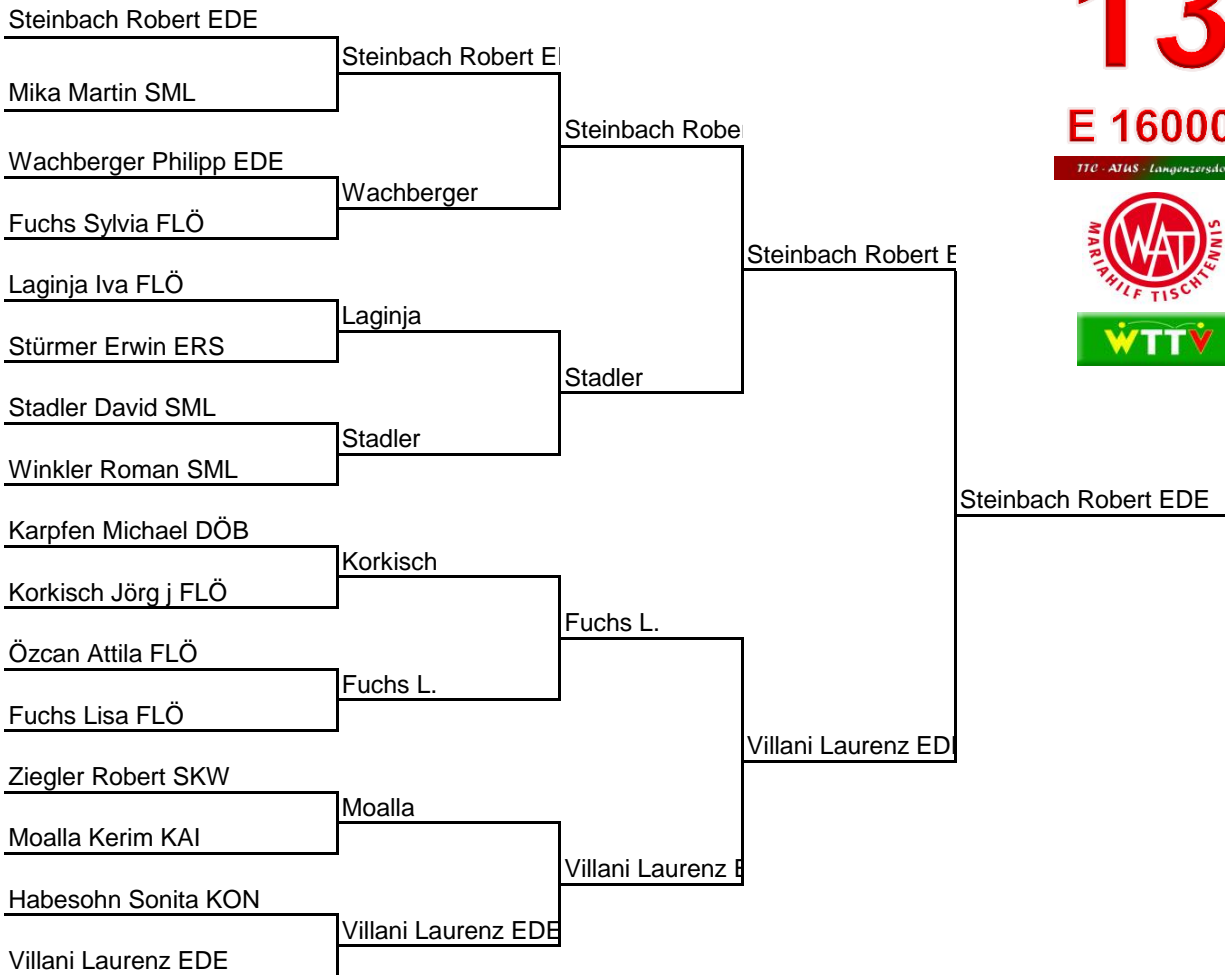 Steinbach Robert EDE
Mika Martin SML
Wachberger Philipp EDE
Fuchs Sylvia FLÖ
Laginja Iva FLÖ
Stürmer Erwin ERS
Stadler David SML
Winkler Roman SML
Karpfen Michael DÖB
Korkisch Jörg j FLÖ
Özcan Attila FLÖ
Fuchs Lisa FLÖ
Ziegler Robert SKW
Moalla Kerim KAI
Habesohn Sonita KON
Villani Laurenz EDE
Steinbach Robert
Wachberger
Laginja
Stadler
Korkisch
Fuchs L.
Moalla
Villani Laurenz EDE
Steinbach
Stadler
Fuchs L.
Villani Laurenz
Steinbach Robert
Villani Laurenz
Steinbach Robert EDE
13
E 16000
TTC - ATUS -
WAT
MARIAHILF TISCHTENNIS
WTTV